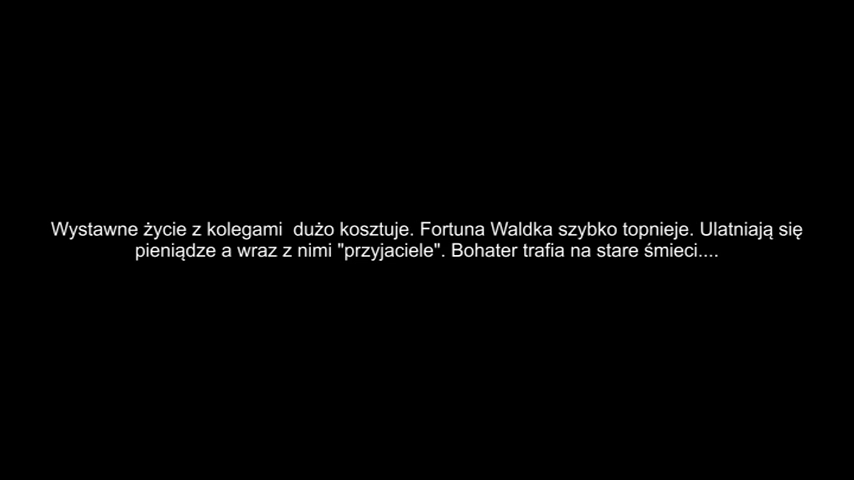 Wystawne życie z kolegami  dużo kosztuje. Fortuna Waldka szybko topnieje. Ulatniają się
pieniądze a wraz z nimi "przyjaciele". Bohater trafia na stare śmieci....